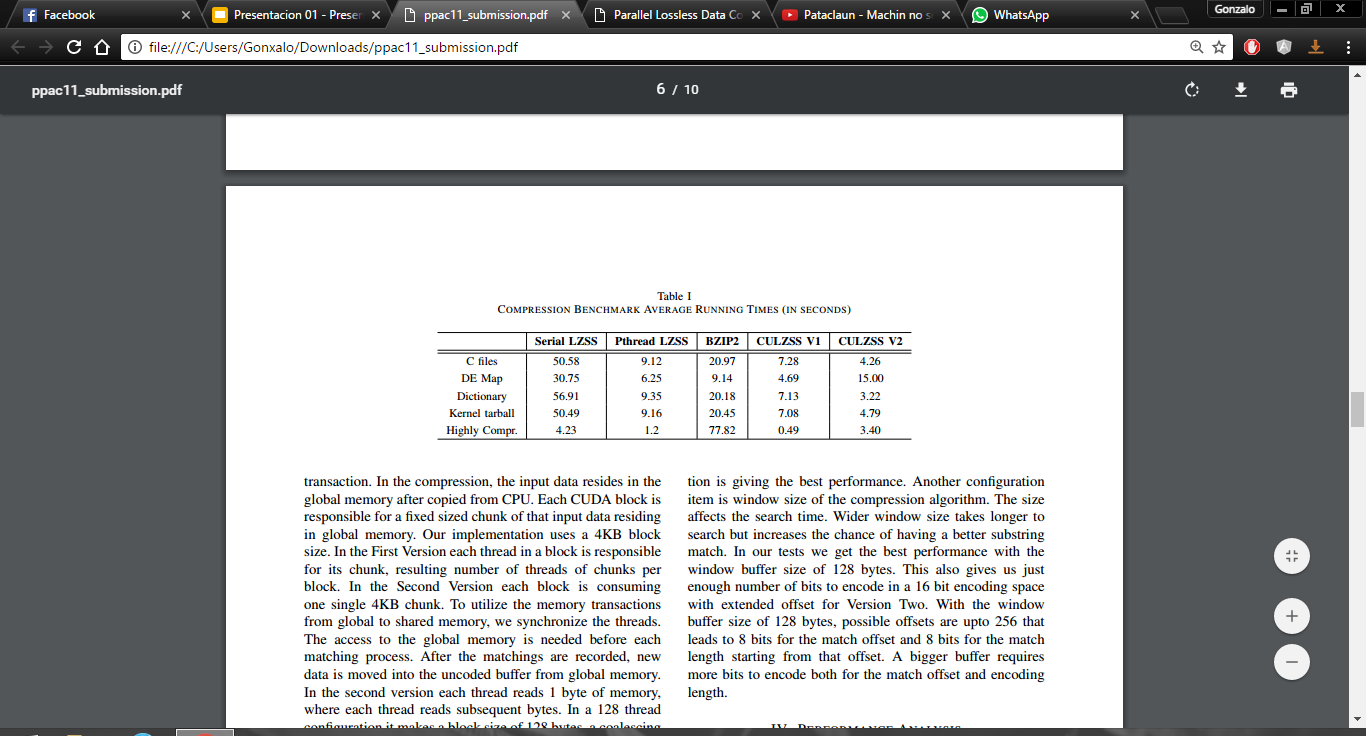 Facebook
Presentacion 01 - Preser
ppac11_submission.pdf
Parallel Lossless Data Co
Pataclaun - Machin no s
WhatsApp
Gonzalo
file:///C:/Users/Gonxalo/Downloads/ppac11_submission.pdf
ppac11_submission.pdf
6 / 10
Table I
COMPRESSION BENCHMARK AVERAGE RUNNING TIMES (IN SECONDS)
Serial LZSS Pthread LZSS BZIP2 CULZSS V1 CULZSS V2
C files 50.58 9.12 20.97 7.28 4.26
DE Map 30.75 6.25 9.14 4.69 15.00
Dictionary 56.91 9.35 20.18 7.13 3.22
Kernel tarball 50.49 9.16 20.45 7.08 4.79
Highly Compr. 4.23 1.2 77.82 0.49 3.40
transaction. In the compression, the input data resides in the
global memory after copied from CPU. Each CUDA block is
responsible for a fixed sized chunk of that input data residing
in global memory. Our implementation uses a 4KB block
size. In the First Version each thread in a block is responsible
for its chunk, resulting number of threads of chunks per
block. In the Second Version each block is consuming
one single 4KB chunk. To utilize the memory transactions
from global to shared memory, we synchronize the threads.
The access to the global memory is needed before each
matching process. After the matchings are recorded, new
data is moved into the uncoded buffer from global memory.
In the second version each thread reads 1 byte of memory,
where each thread reads subsequent bytes. In a 128 thread
configuration it makes a block size of 128 bytes, a coalescing
tion is giving the best performance. Another configuration
item is window size of the compression algorithm. The size
affects the search time. Wider window size takes longer to
search but increases the chance of having a better substring
match. In our tests we get the best performance with the
window buffer size of 128 bytes. This also gives us just
enough number of bits to encode in a 16 bit encoding space
with extended offset for Version Two. With the window
buffer size of 128 bytes, possible offsets are upto 256 that
leads to 8 bits for the match offset and 8 bits for the match
length starting from that offset. A bigger buffer requires
more bits to encode both for the match offset and encoding
length.
IV. PERFORMANCE ANALYSIS